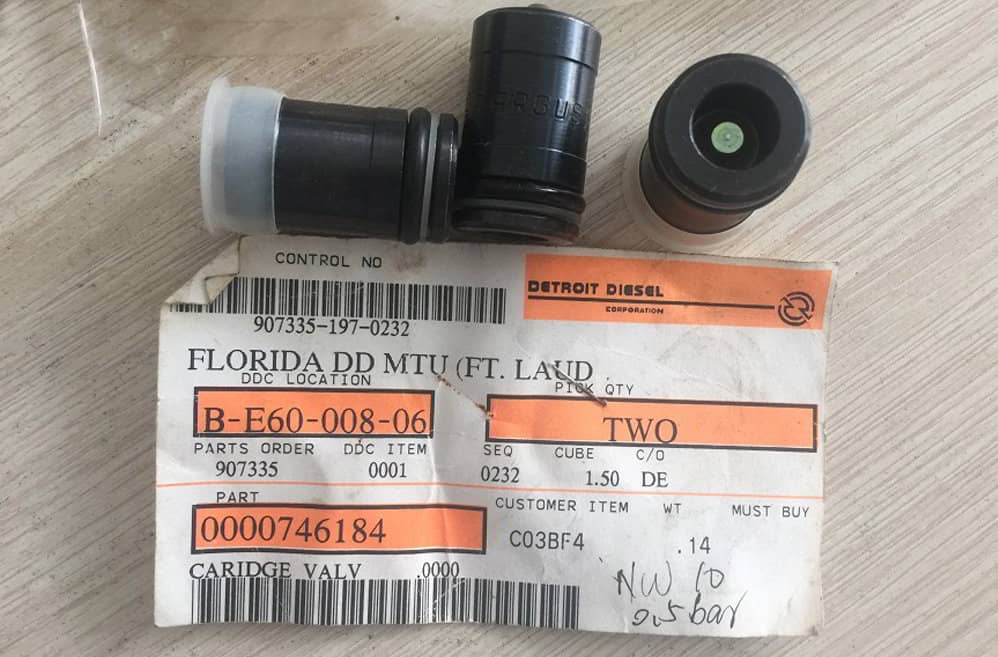 ARGUS
CONTROL NO
907335-197-0232
DETROIT DIESEL
CORPORATION
FLORIDA DD MTU (FT. LAUD
DDC LOCATION
PICK QTY
B-E60-008-06
TWO
PARTS ORDER DDC ITEM SEQ CUBE C/O
907335 0001 0232 1.50 DE
PART CUSTOMER ITEM WT MUST BUY
0000746184 C03BF4 .14
CARIDGE VALV .0000
NW 10
0.5 bar